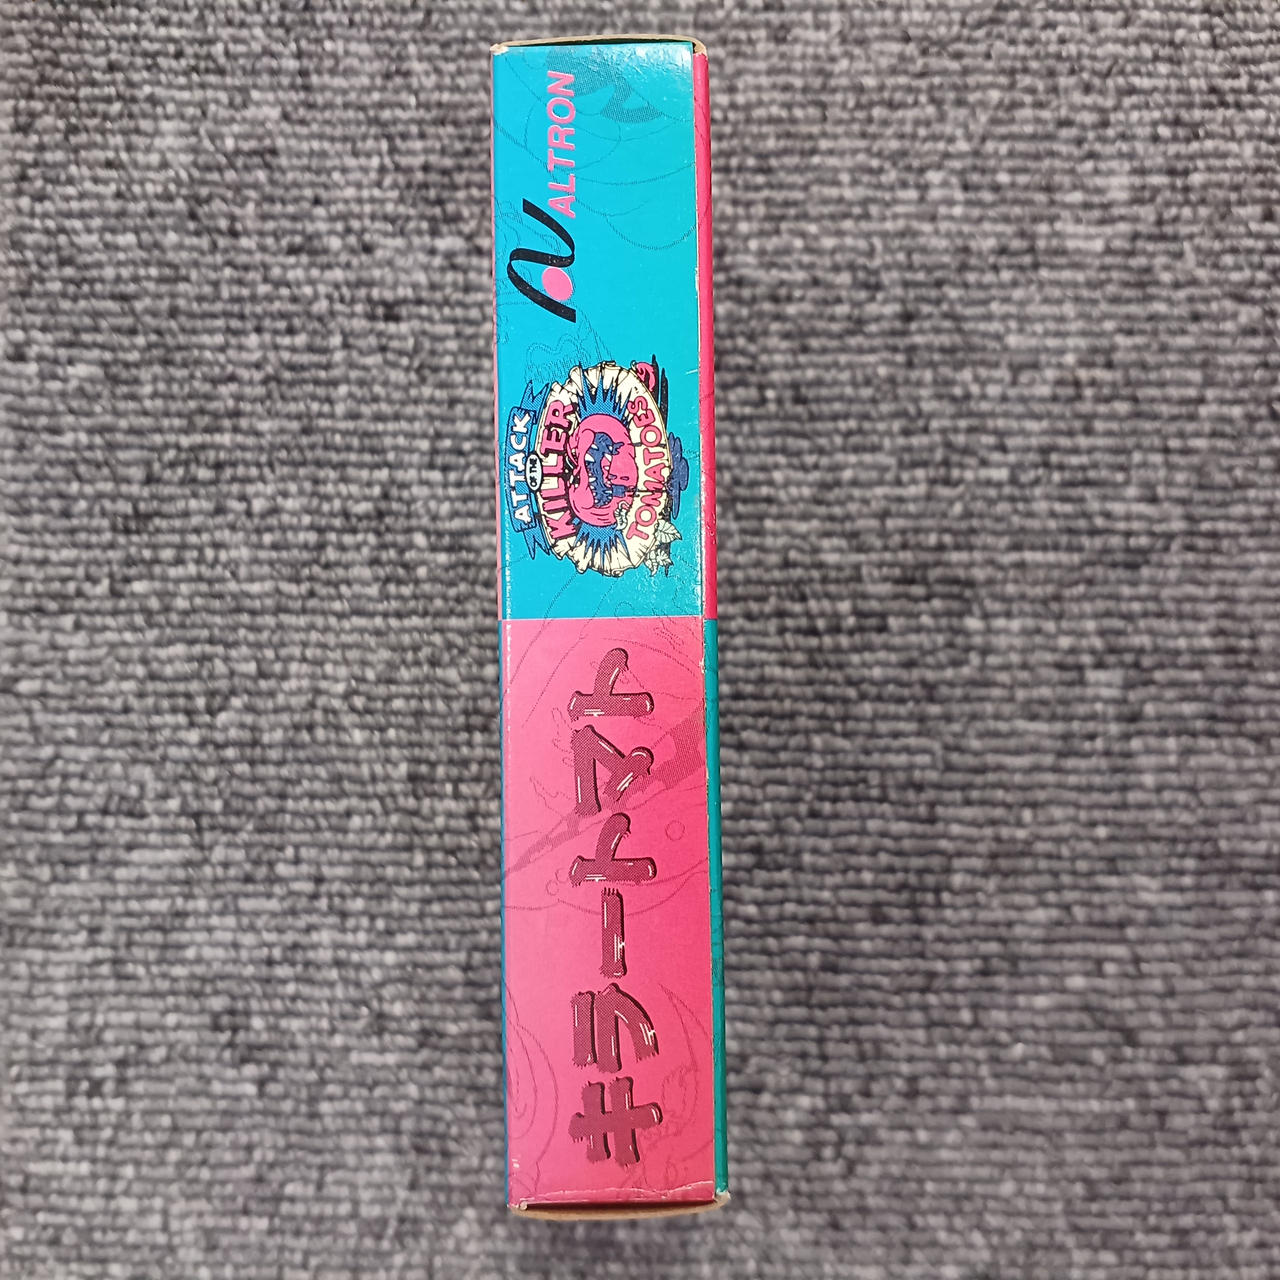 キラートマト
ATTACK
OF THE
KILLER
TOMATOES
ALTRON